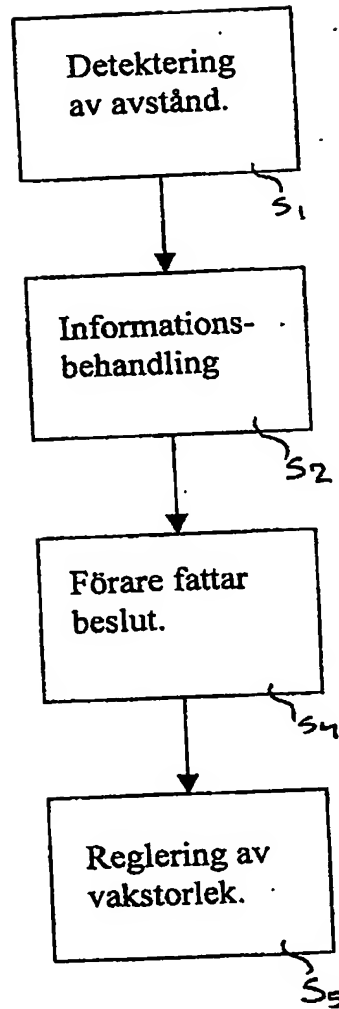 Detektering
av avstånd.
S1
Informations-
behandling
S2
Förare fattar
beslut.
S4
Reglering av
vakstorlek.
S5